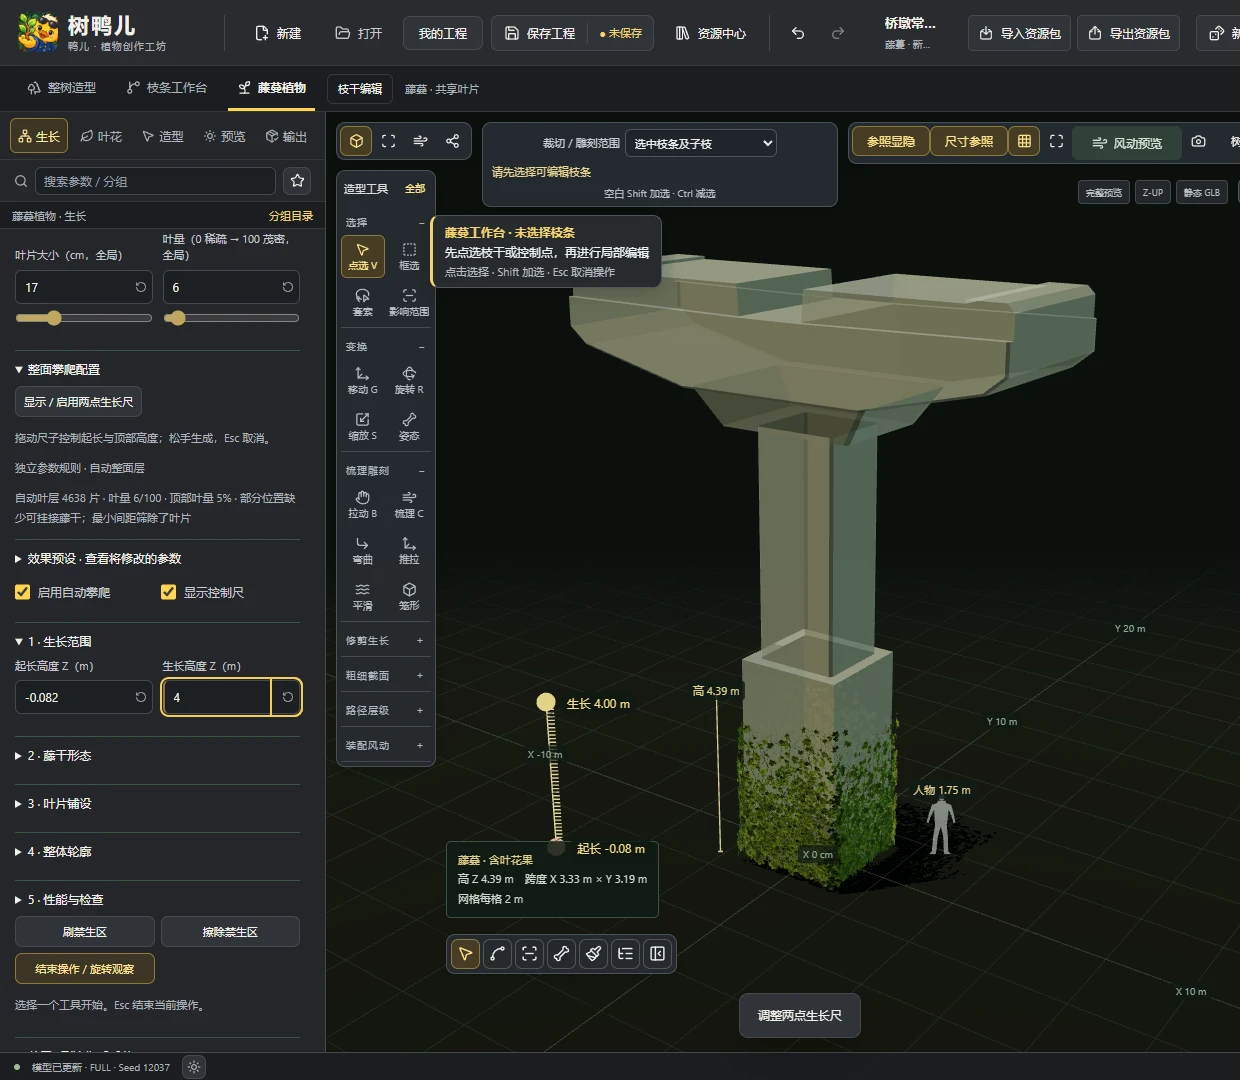 树鸭儿
鸭儿 · 植物创作工坊
新建
打开
我的工程
保存工程
未保存
资源中心
桥墩常...
藤蔓 · 新...
导入资源包
导出资源包
整树造型
枝条工作台
藤蔓植物
枝干编辑
藤蔓 · 共享叶片
生长
叶花
造型
预览
输出
搜索参数 / 分组
藤蔓植物 · 生长
分组目录
叶片大小（cm，全局）
叶量（0 稀疏 → 100 茂密，全局）
17
6
整面攀爬配置
显示 / 启用两点生长尺
拖动尺子控制起长与顶部高度；松手生成，Esc 取消。
独立参数规则 · 自动整面层
自动叶层 4638 片 · 叶量 6/100 · 顶部叶量 5% · 部分位置缺
少可挂接藤干；最小间距筛除了叶片
效果预设 · 查看将修改的参数
启用自动攀爬
显示控制尺
1 · 生长范围
起长高度 Z（m）
生长高度 Z（m）
-0.082
4
2 · 藤干形态
3 · 叶片铺设
4 · 整体轮廓
5 · 性能与检查
刷禁生区
擦除禁生区
结束操作 / 旋转观察
选择一个工具开始。Esc 结束当前操作。
模型已更新 · FULL · Seed 12037
裁切 / 雕刻范围
选中枝条及子枝
请先选择可编辑枝条
空白 Shift 加选 · Ctrl 减选
参照显隐
尺寸参照
风动预览
完整预览
Z-UP
静态 GLB
造型工具
全部
选择
点选 V
框选
套索
影响范围
变换
移动 G
旋转 R
缩放 S
姿态
梳理雕刻
拉动 B
梳理 C
弯曲
推拉
平滑
笼形
修剪生长
粗细截面
路径层级
装配风动
藤蔓工作台 · 未选择枝条
先点选枝干或控制点，再进行局部编辑
点击选择 · Shift 加选 · Esc 取消操作
Y 20 m
高 4.39 m
生长 4.00 m
Y 10 m
X -10 m
人物 1.75 m
起长 -0.08 m
X 0 cm
藤蔓 · 含叶花果
高 Z 4.39 m 跨度 X 3.33 m × Y 3.19 m
网格每格 2 m
X 10 m
调整两点生长尺